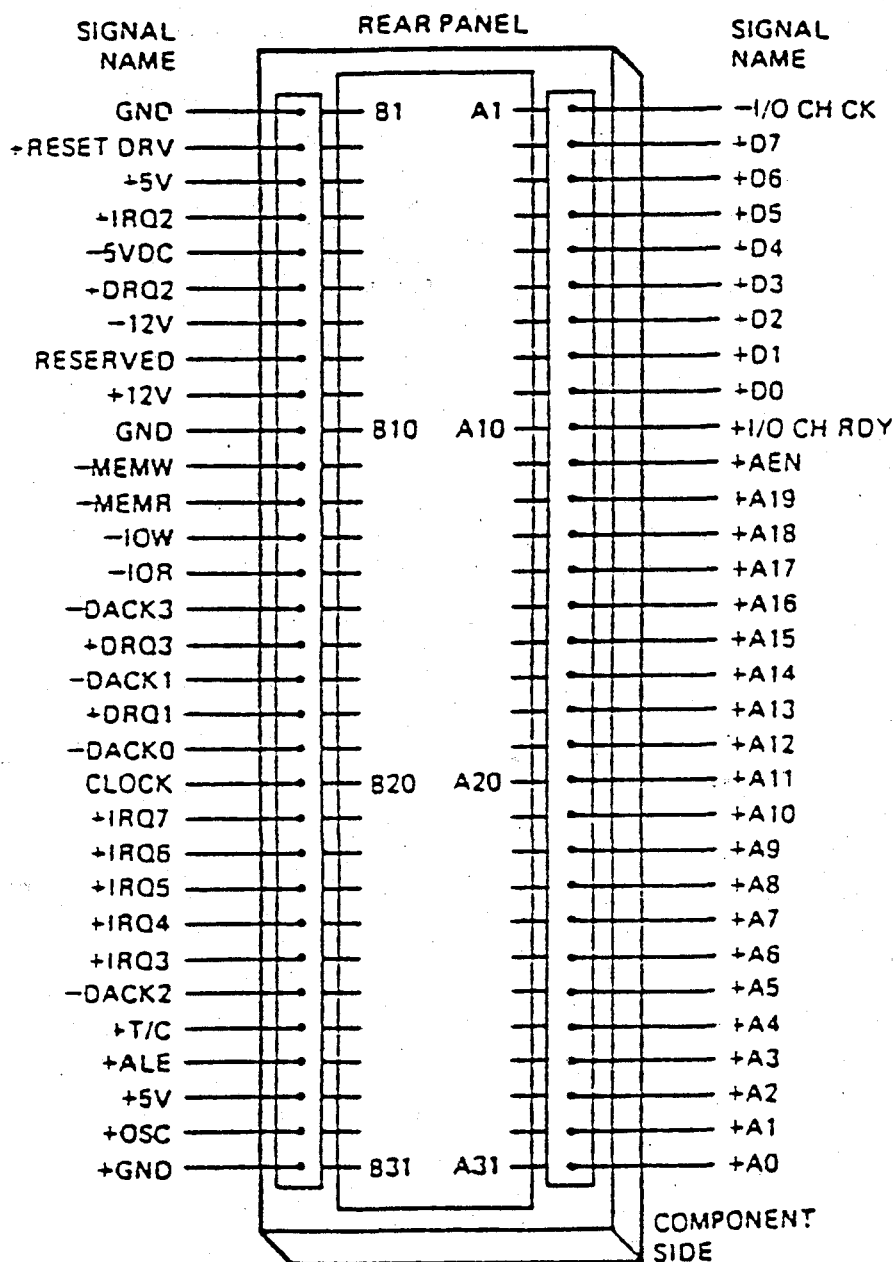 REAR PANEL
SIGNAL
NAME
SIGNAL
NAME
GND B1 A1 -I/O CH CK
+RESET DRV +D7
+5V +D6
+IRQ2 +D5
-5VDC +D4
+DRQ2 +D3
-12V +D2
RESERVED +D1
+12V +D0
GND B10 A10 +I/O CH RDY
-MEMW +AEN
-MEMR +A19
-IOW +A18
-IOR +A17
-DACK3 +A16
+DRQ3 +A15
-DACK1 +A14
+DRQ1 +A13
-DACK0 +A12
CLOCK B20 A20 +A11
+IRQ7 +A10
+IRQ6 +A9
+IRQ5 +A8
+IRQ4 +A7
+IRQ3 +A6
-DACK2 +A5
+T/C +A4
+ALE +A3
+5V +A2
+OSC +A1
+GND B31 A31 +A0
COMPONENT
SIDE